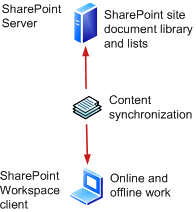 SharePoint
Server
SharePoint site
document library
and lists
Content
synchronization
SharePoint
Workspace
client
Online and
offline work